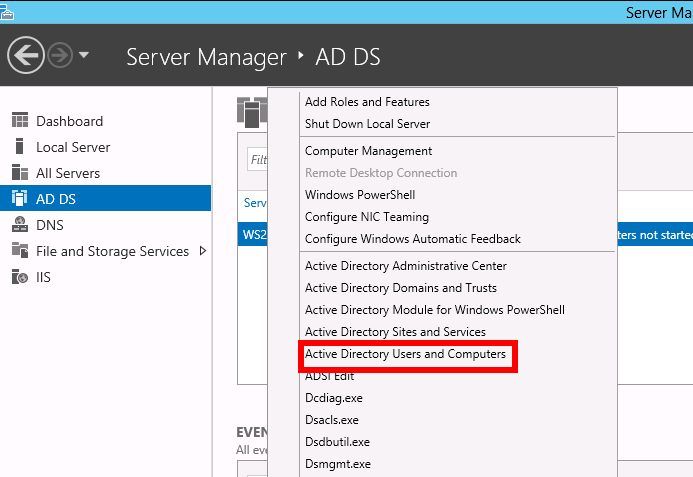 Server Ma
Server Manager ‣ AD DS
Dashboard
Local Server
All Servers
AD DS
DNS
File and Storage Services
IIS
Filt
Serv
WS2
ters not started
EVEN
All eve
Add Roles and Features
Shut Down Local Server
Computer Management
Remote Desktop Connection
Windows PowerShell
Configure NIC Teaming
Configure Windows Automatic Feedback
Active Directory Administrative Center
Active Directory Domains and Trusts
Active Directory Module for Windows PowerShell
Active Directory Sites and Services
Active Directory Users and Computers
ADSI Edit
Dcdiag.exe
Dsacls.exe
Dsdbutil.exe
Dsmgmt.exe